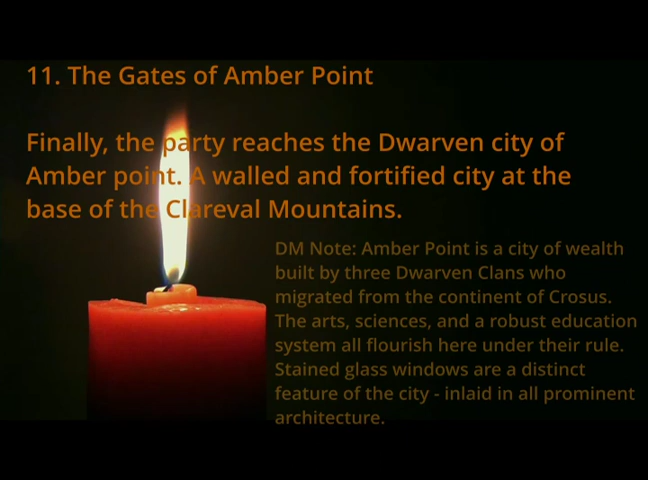 11. The Gates of Amber Point
Finally, the party reaches the Dwarven city of
Amber point. A walled and fortified city at the
base of the Clareval Mountains.
DM Note: Amber Point is a city of wealth
built by three Dwarven Clans who
migrated from the continent of Crosus.
The arts, sciences, and a robust education
system all flourish here under their rule.
Stained glass windows are a distinct
feature of the city - inlaid in all prominent
architecture.